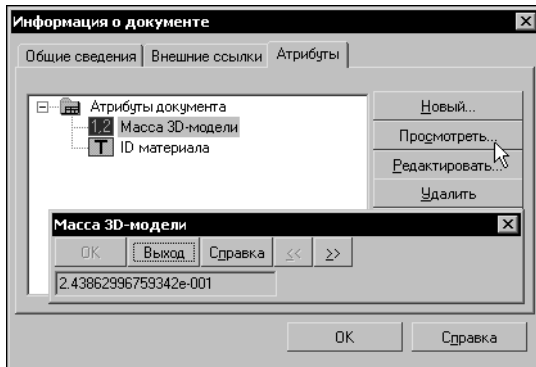 Информация о документе
Общие сведения
Внешние ссылки
Атрибуты
Атрибуты документа
1,2 Масса 3D-модели
T ID материала
Новый...
Просмотреть...
Редактировать...
Удалить
Масса 3D-модели
OK
Выход
Справка
<<
>>
2.43862996759342e-001
OK
Справка